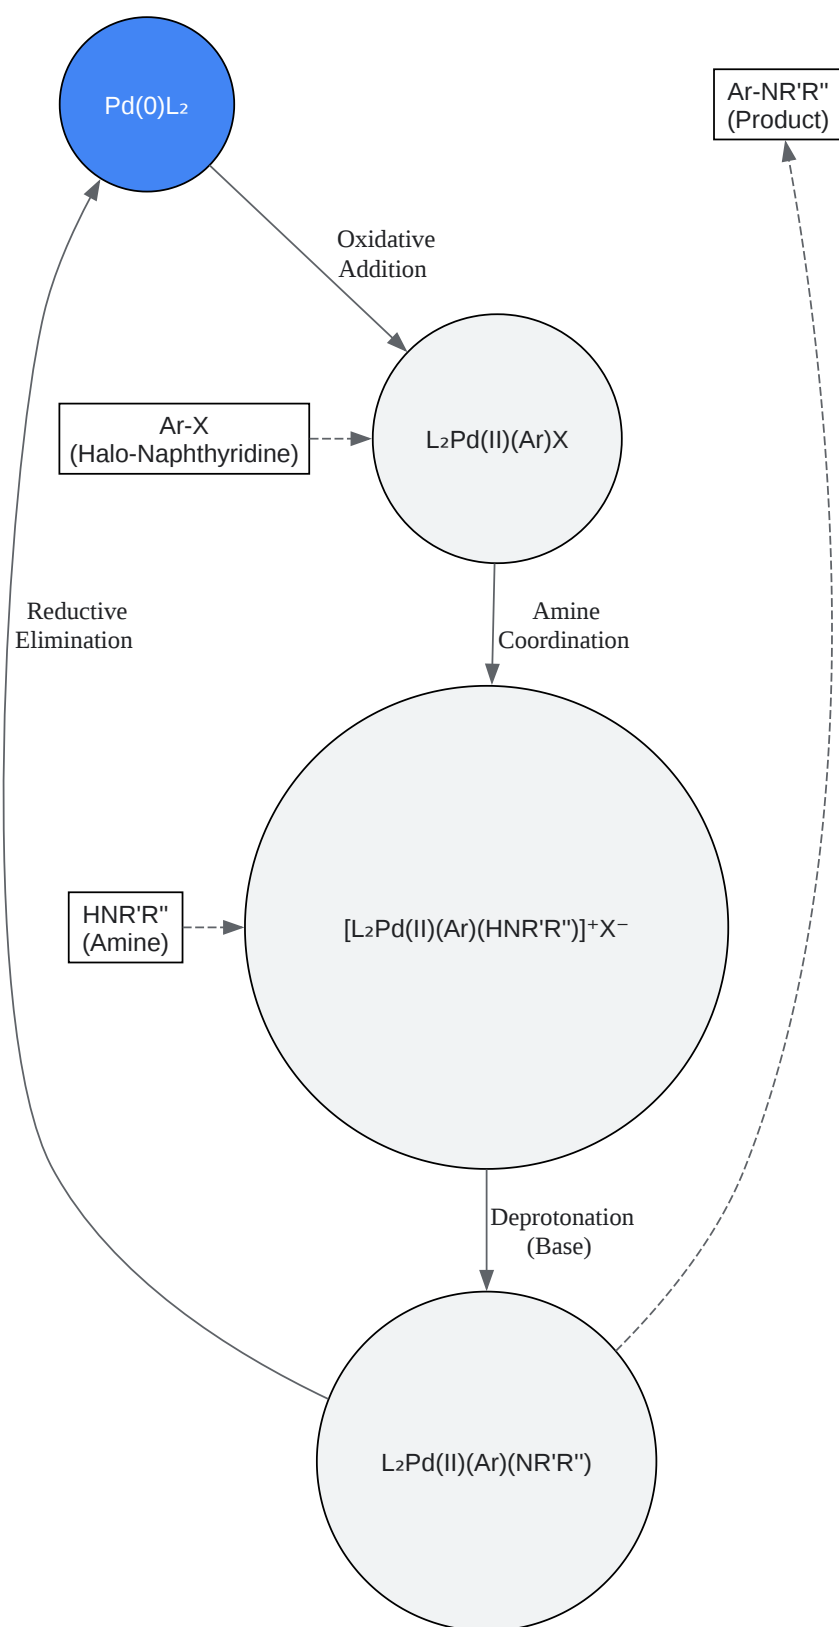 Pd(0)L₂
Ar-NR'R"
(Product)
Oxidative
Addition
Ar-X
(Halo-Naphthyridine)
L₂Pd(II)(Ar)X
Reductive
Elimination
Amine
Coordination
HNR'R"
(Amine)
[L₂Pd(II)(Ar)(HNR'R")]⁺X⁻
Deprotonation
(Base)
L₂Pd(II)(Ar)(NR'R")